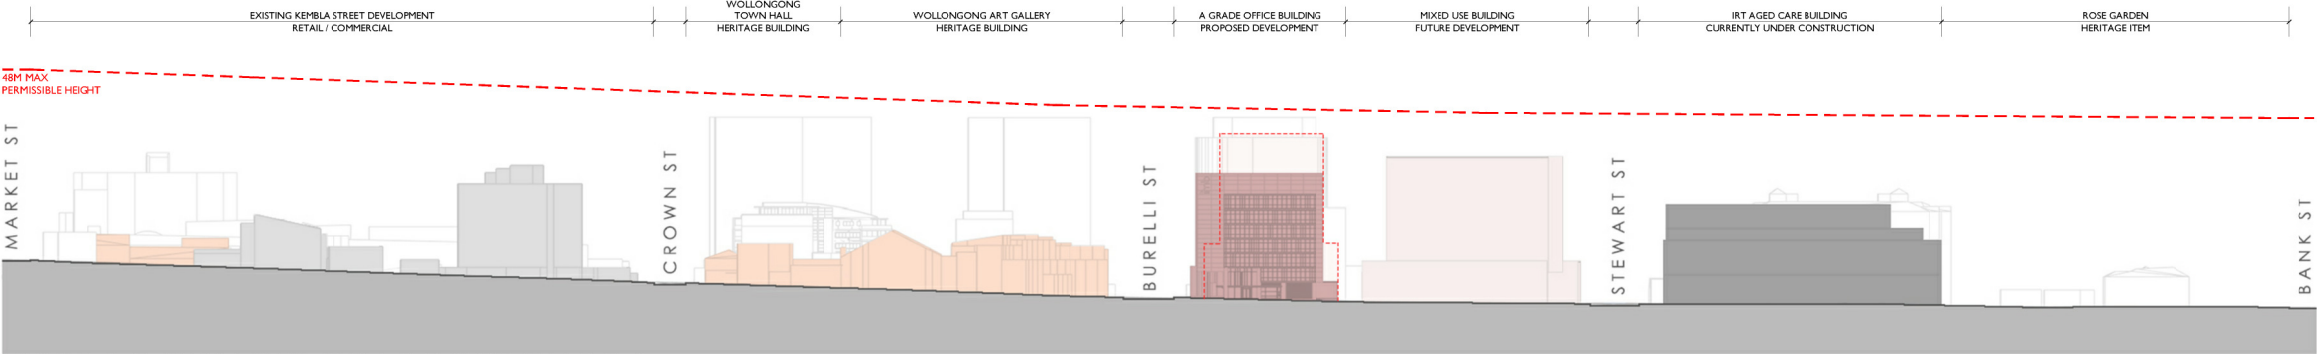 EXISTING KEMBLA STREET DEVELOPMENT
RETAIL / COMMERCIAL
WOLLONGONG
TOWN HALL
HERITAGE BUILDING
WOLLONGONG ART GALLERY
HERITAGE BUILDING
A GRADE OFFICE BUILDING
PROPOSED DEVELOPMENT
MIXED USE BUILDING
FUTURE DEVELOPMENT
IRT AGED CARE BUILDING
CURRENTLY UNDER CONSTRUCTION
ROSE GARDEN
HERITAGE ITEM
48M MAX
PERMISSIBLE HEIGHT
MARKET ST
CROWN ST
BURELLI ST
STEWART ST
BANK ST